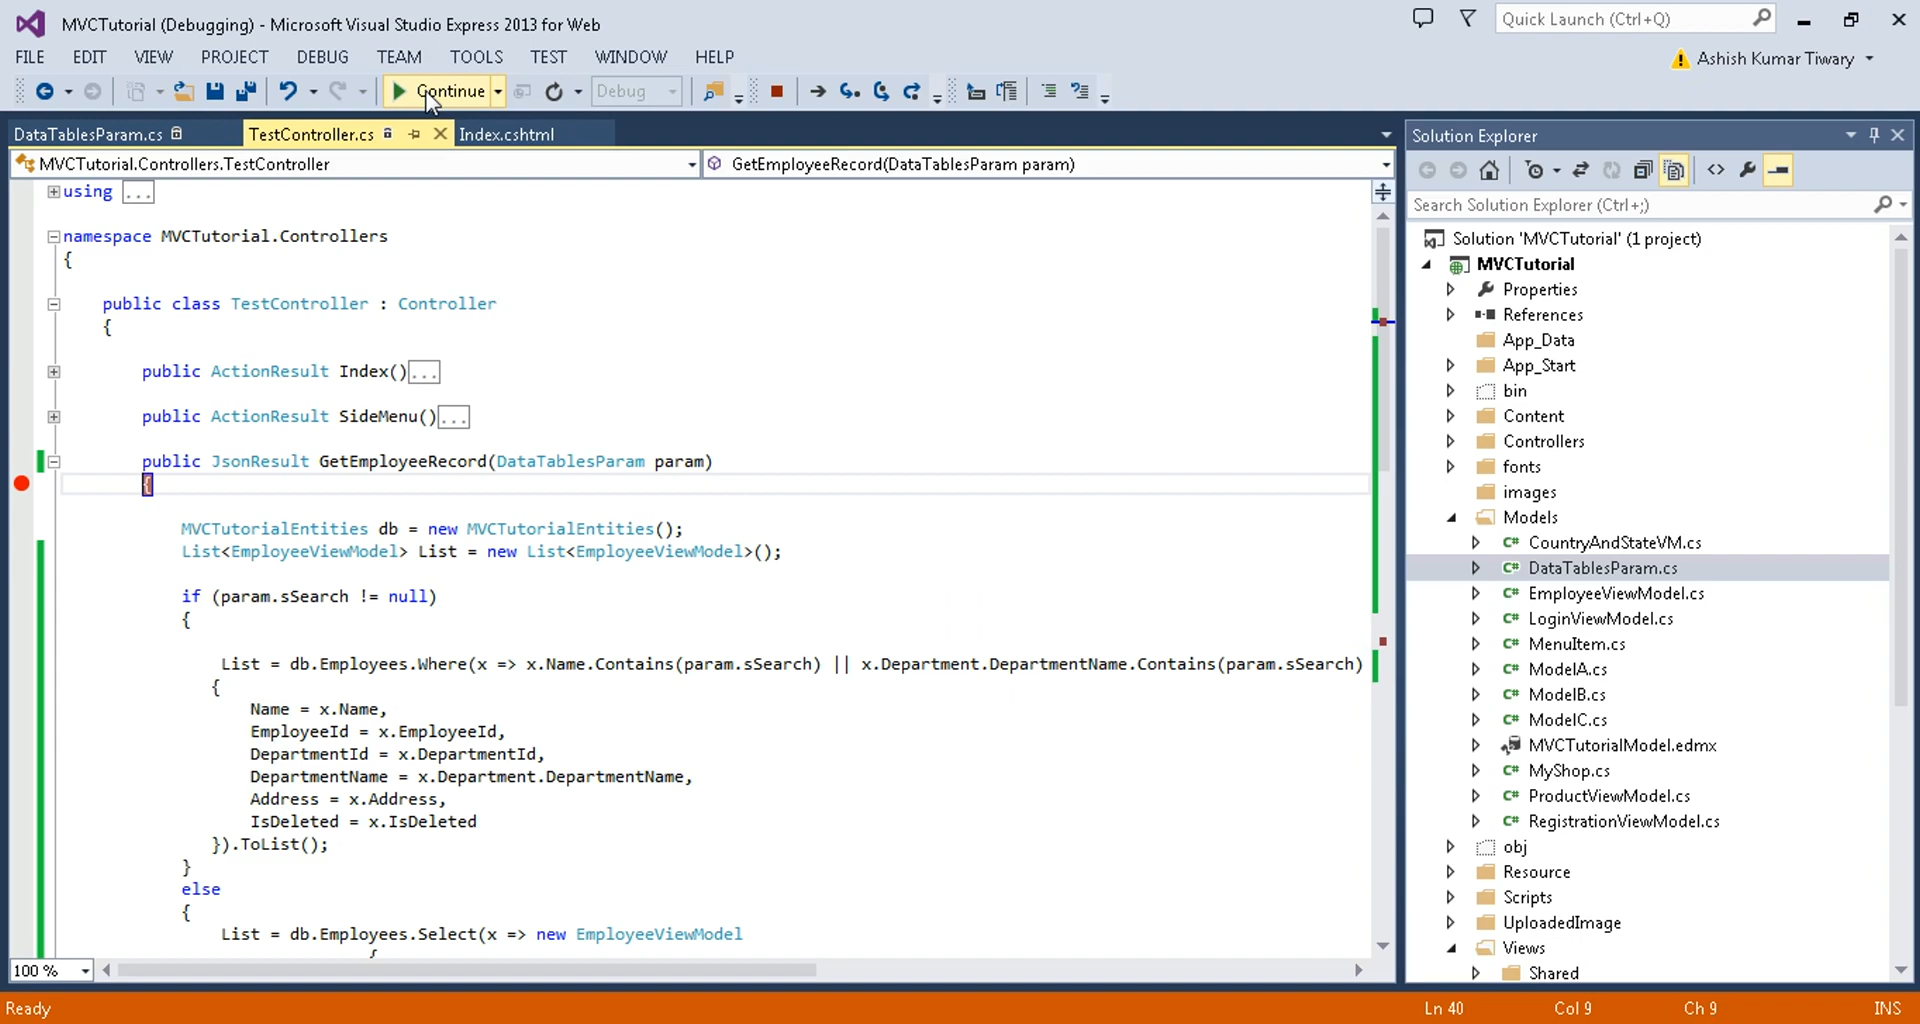 MVCTutorial (Debugging) - Microsoft Visual Studio Express 2013 for Web
Quick Launch (Ctrl+Q)
FILE EDIT VIEW PROJECT DEBUG TEAM TOOLS TEST WINDOW HELP
Ashish Kumar Tiwary
Continue
Debug
DataTablesParam.cs
TestController.cs
Index.cshtml
MVCTutorial.Controllers.TestController
GetEmployeeRecord(DataTablesParam param)
using ...
namespace MVCTutorial.Controllers
{
public class TestController : Controller
{
public ActionResult Index()...
public ActionResult SideMenu()...
public JsonResult GetEmployeeRecord(DataTablesParam param)
{
MVCTutorialEntities db = new MVCTutorialEntities();
List<EmployeeViewModel> List = new List<EmployeeViewModel>();
if (param.sSearch != null)
{
List = db.Employees.Where(x => x.Name.Contains(param.sSearch) || x.Department.DepartmentName.Contains(param.sSearch)
{
Name = x.Name,
EmployeeId = x.EmployeeId,
DepartmentId = x.DepartmentId,
DepartmentName = x.Department.DepartmentName,
Address = x.Address,
IsDeleted = x.IsDeleted
}).ToList();
}
else
{
List = db.Employees.Select(x => new EmployeeViewModel
{
100 %
Solution Explorer
Search Solution Explorer (Ctrl+;)
Solution 'MVCTutorial' (1 project)
MVCTutorial
Properties
References
App_Data
App_Start
bin
Content
Controllers
fonts
images
Models
C# CountryAndStateVM.cs
C# DataTablesParam.cs
C# EmployeeViewModel.cs
C# LoginViewModel.cs
C# MenuItem.cs
C# ModelA.cs
C# ModelB.cs
C# ModelC.cs
MVCTutorialModel.edmx
C# MyShop.cs
C# ProductViewModel.cs
C# RegistrationViewModel.cs
obj
Resource
Scripts
UploadedImage
Views
Shared
Ready
Ln 40 Col 9 Ch 9 INS